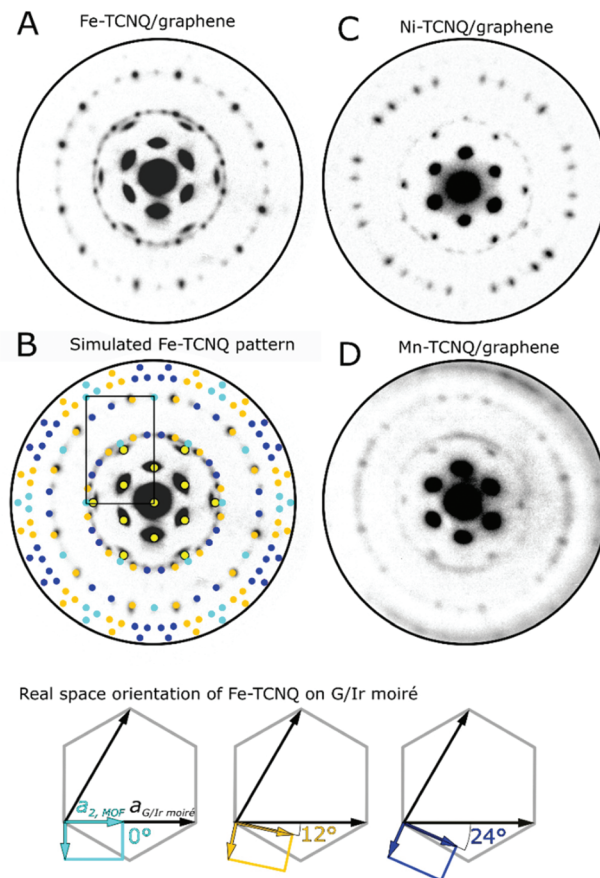 A Fe-TCNQ/graphene
C Ni-TCNQ/graphene
B Simulated Fe-TCNQ pattern
D Mn-TCNQ/graphene
Real space orientation of Fe-TCNQ on G/Ir moiré
a2, MOF aG/Ir moiré
0° 12° 24°